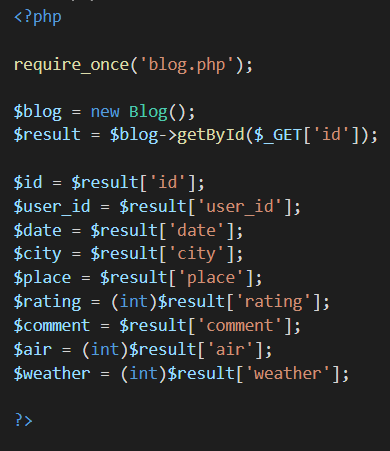 <?php
require_once('blog.php');
$blog = new Blog();
$result = $blog->getById($_GET['id']);
$id = $result['id'];
$user_id = $result['user_id'];
$date = $result['date'];
$city = $result['city'];
$place = $result['place'];
$rating = (int)$result['rating'];
$comment = $result['comment'];
$air = (int)$result['air'];
$weather = (int)$result['weather'];
?>